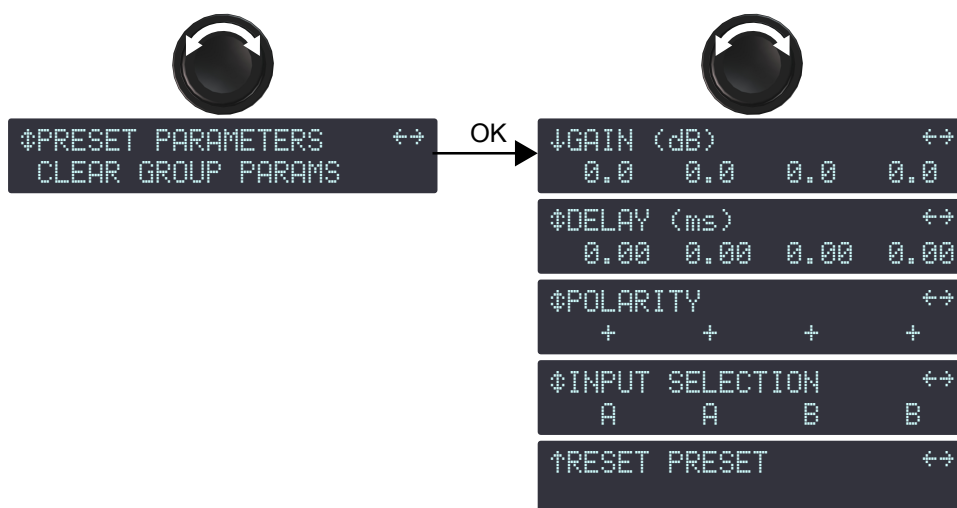 ↕PRESET PARAMETERS ↔
CLEAR GROUP PARAMS
OK
↓GAIN (dB) ↔
0.0 0.0 0.0 0.0
↕DELAY (ms) ↔
0.00 0.00 0.00 0.00
↕POLARITY ↔
+ + + +
↕INPUT SELECTION ↔
A A B B
↑RESET PRESET ↔